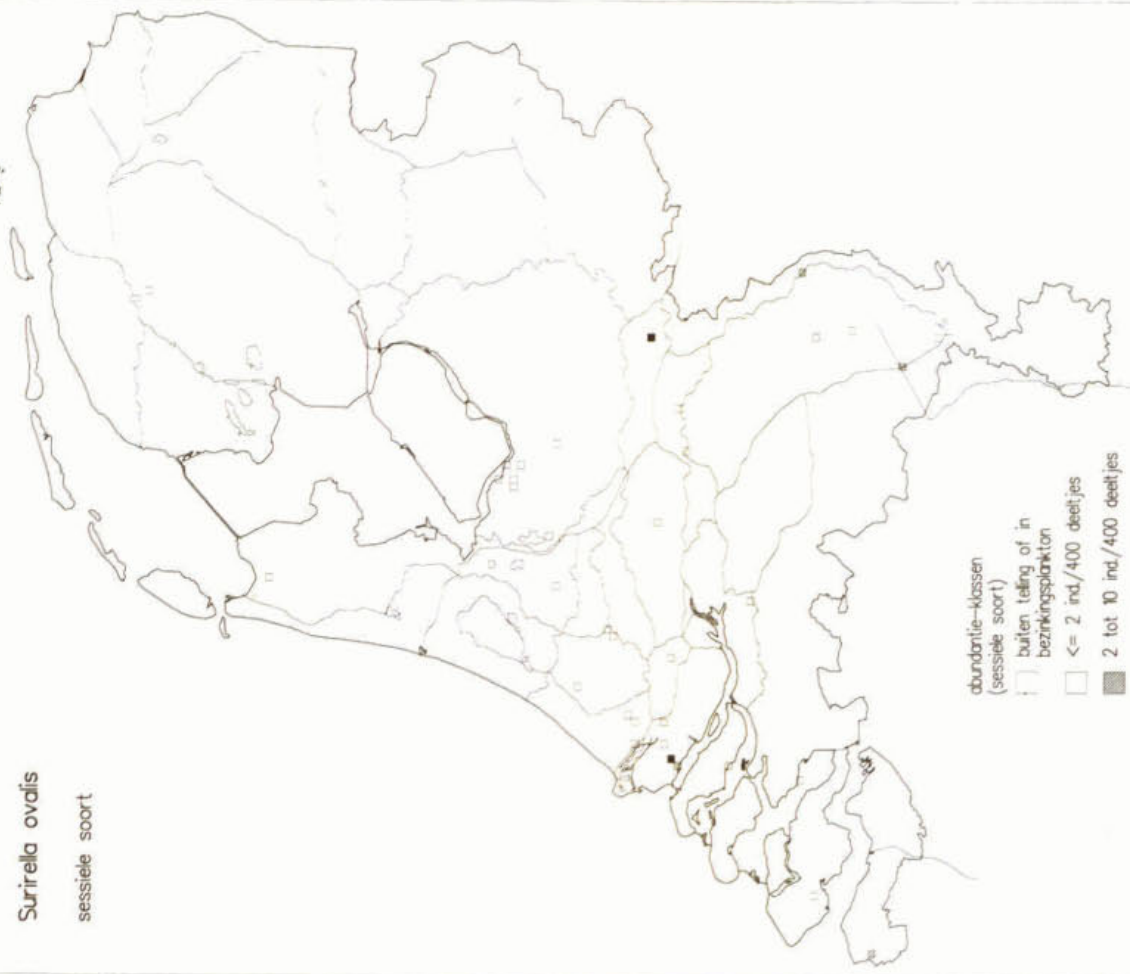 Surirella ovalis
sessiele soort
abundantie-klassen
(sessiele soort)
buiten telling of in
bezinkingsplankton
<= 2 ind./400 deeltjes
2 tot 10 ind./400 deeltjes